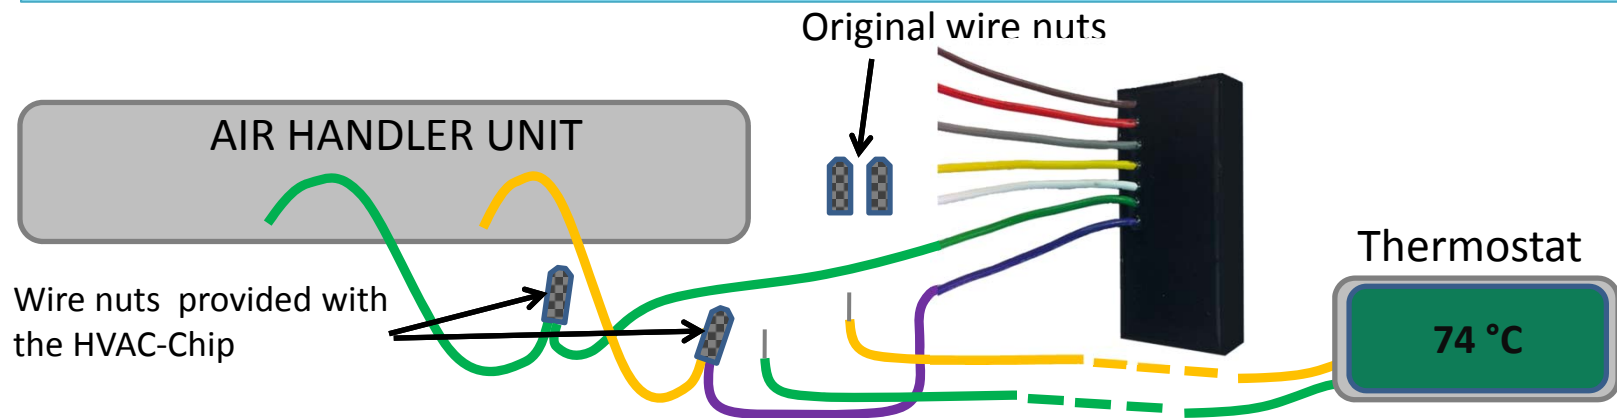 Original wire nuts
AIR HANDLER UNIT
Thermostat
Wire nuts provided with
the HVAC-Chip
74 °C